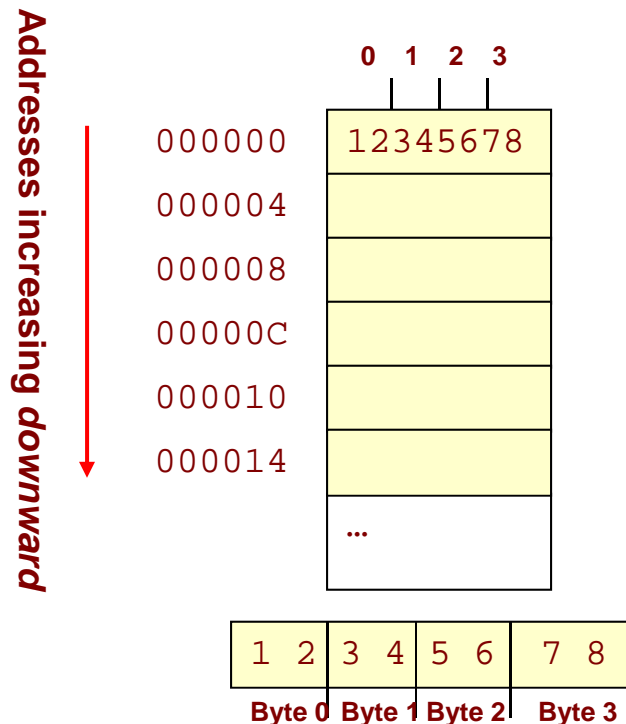 Addresses increasing downward
0 1 2 3
000000 12345678
000004
000008
00000C
000010
000014
...
1 2 3 4 5 6 7 8
Byte 0 Byte 1 Byte 2 Byte 3